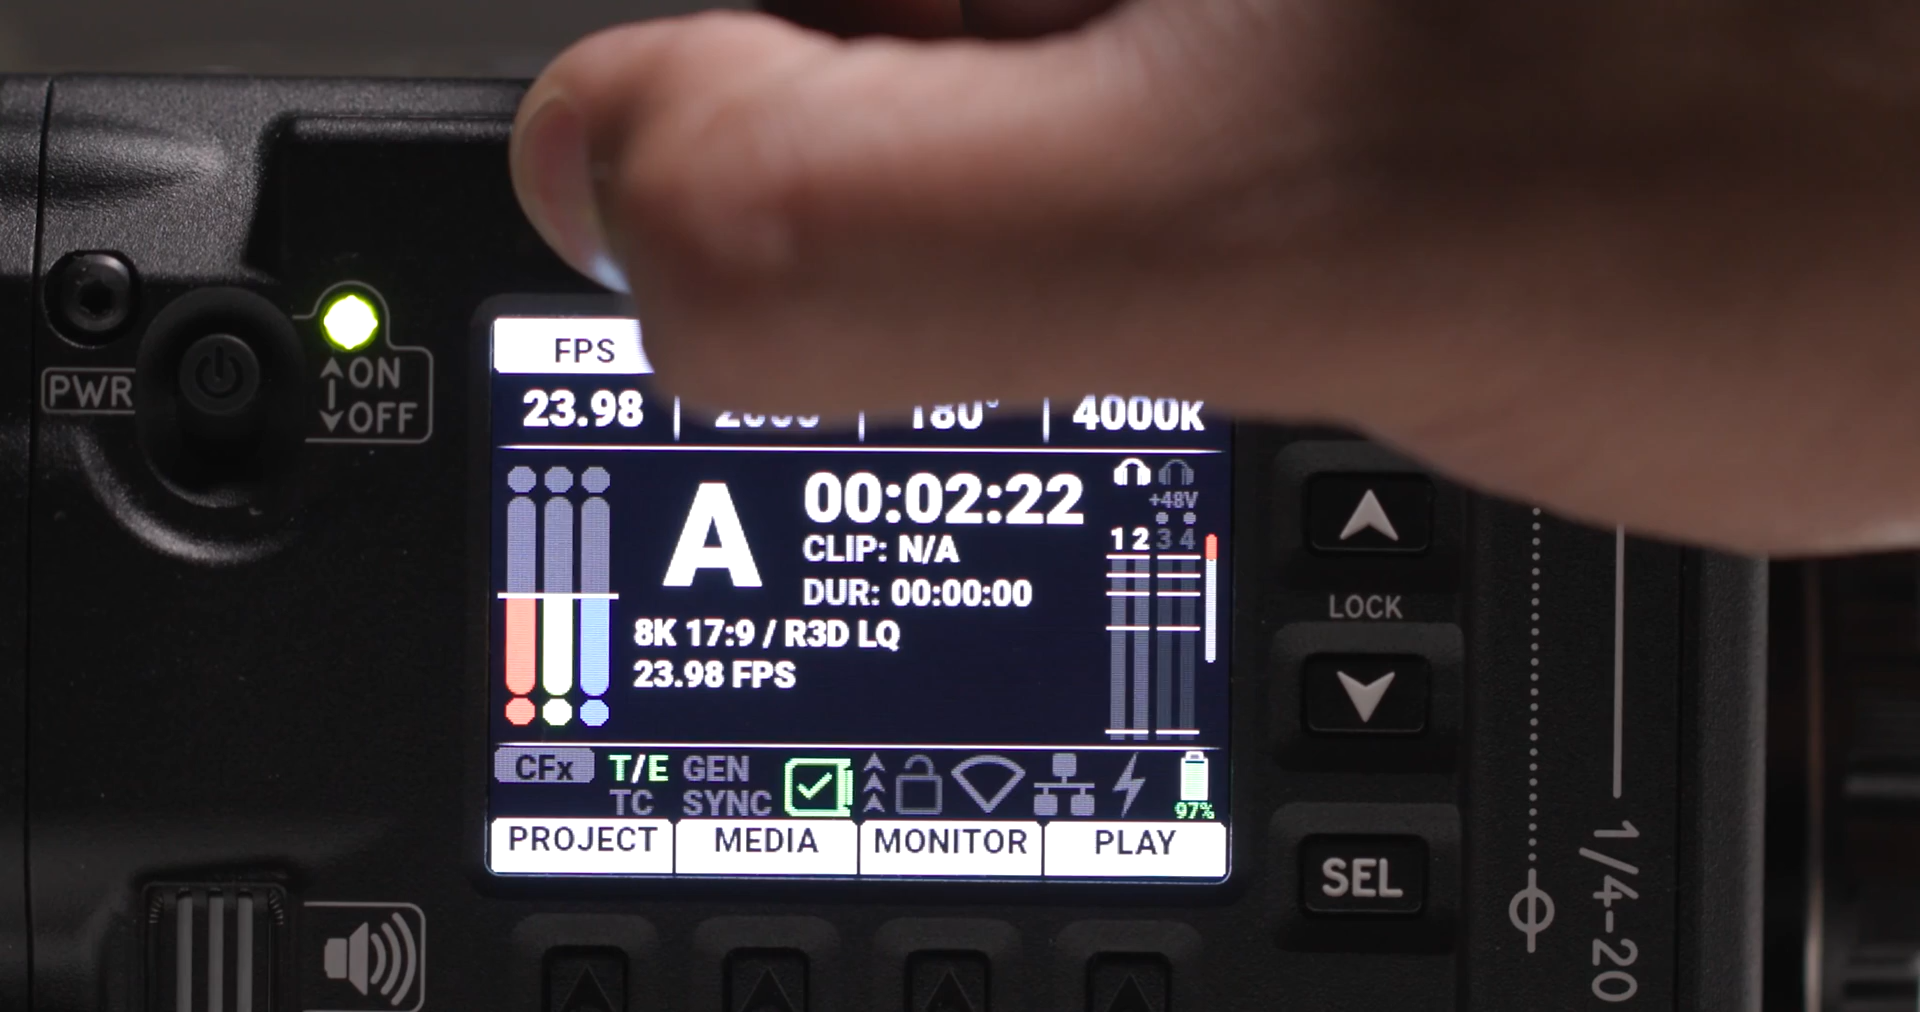 FPS
23.98
180°
4000K
PWR
ON
OFF
A
00:02:22
CLIP: N/A
DUR: 00:00:00
8K 17:9 / R3D LQ
23.98 FPS
+48V
1 2 3 4
LOCK
CFx
T/E
TC
GEN
SYNC
97%
PROJECT MEDIA MONITOR PLAY
SEL
1/4-20